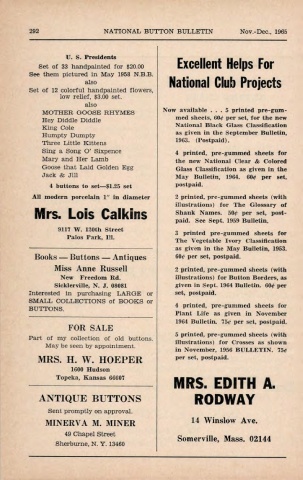 292 NATIONAL BUTTON BULLETIN Nov.-Dec., 1965
U. S. Presidents
Set of 33 handpainted for $20.00
See them pictured in May 1958 N.B.B.
also
Set of 12 colorful handpainted flowers,
low relief, $3.00 set.
also
MOTHER GOOSE RHYMES
Hey Diddle Diddle
King Cole
Humpty Dumpty
Three Little Kittens
Sing a Song O' Sixpence
Mary and Her Lamb
Goose that Laid Golden Egg
Jack & Jill
4 buttons to set—$1.25 set
All modern porcelain 1" in diameter
Mrs. Lois Calkins
9117 W. 130th Street
Palos Park, Ill.
Books — Buttons — Antiques
Miss Anne Russell
New Freedom Rd.
Sicklerville, N. J. 08081
Interested in purchasing LARGE or
SMALL COLLECTIONS of BOOKS or
BUTTONS.
FOR SALE
Part of my collection of old buttons.
May be seen by appointment.
MRS. H. W. HOEPER
1600 Hudson
Topeka, Kansas 66607
ANTIQUE BUTTONS
Sent promptly on approval.
MINERVA M. MINER
49 Chapel Street
Sherburne, N. Y. 13460
Excellent Helps For
National Club Projects
Now available . . . 5 printed pre-gum-
med sheets, 60¢ per set, for the new
National Black Glass Classification
as given in the September Bulletin,
1963. (Postpaid).
4 printed, pre-gummed sheets for
the new National Clear & Colored
Glass Classification as given in the
May Bulletin, 1964. 60¢ per set,
postpaid.
2 printed, pre-gummed sheets (with
illustrations) for The Glossary of
Shank Names. 50¢ per set, post-
paid. See Sept. 1959 Bulletin.
3 printed, pre-gummed sheets for
The Vegetable Ivory Classification
as given in the May Bulletin, 1953.
60¢ per set, postpaid.
2 printed, pre-gummed sheets (with
illustrations) for Button Borders, as
given in Sept. 1964 Bulletin. 60¢ per
set, postpaid.
4 printed, pre-gummed sheets for
Plant Life as given in November
1964 Bulletin. 75¢ per set, postpaid.
4 printed, pre-gummed sheets (with
illustrations) for Crosses as shown
in November, 1956 BULLETIN. 75¢
per set, postpaid.
MRS. EDITH A.
RODWAY
14 Winslow Ave.
Somerville, Mass. 02144